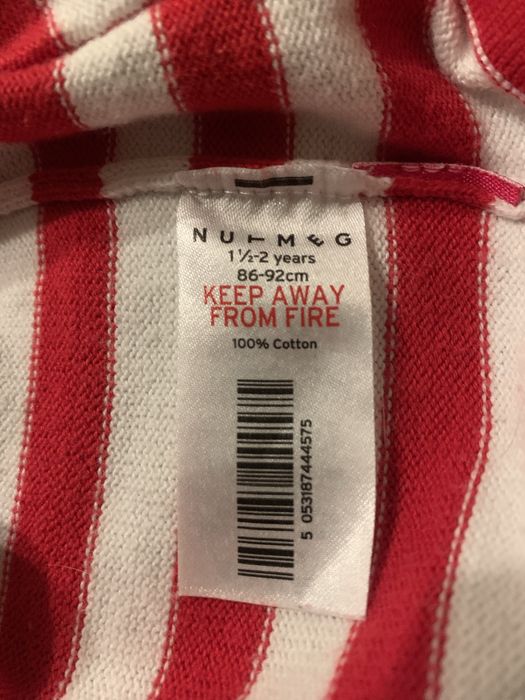 NUTMEG
1 ½-2 years
86-92cm
KEEP AWAY
FROM FIRE
100% Cotton
5 053187444575